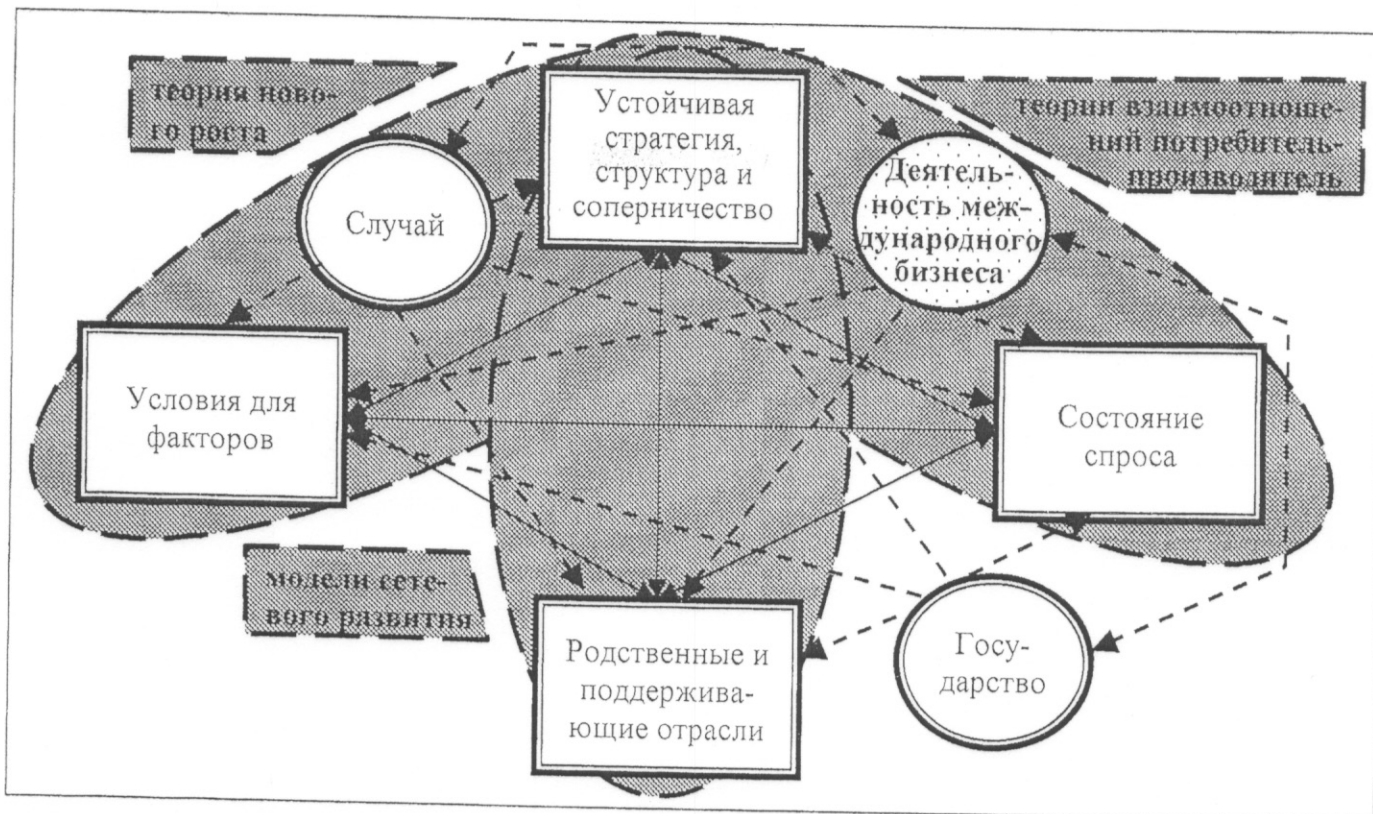 теория ново-
го роста
Устойчивая
стратегия,
структура и
соперничество
теории взаимоотноше-
ний потребитель-
производитель
Случай
Деятель-
ность меж-
дународного
бизнеса
Условия для
факторов
Состояние
спроса
модели сете-
вого развития
Родственные и
поддержива-
ющие отрасли
Госу-
дарство